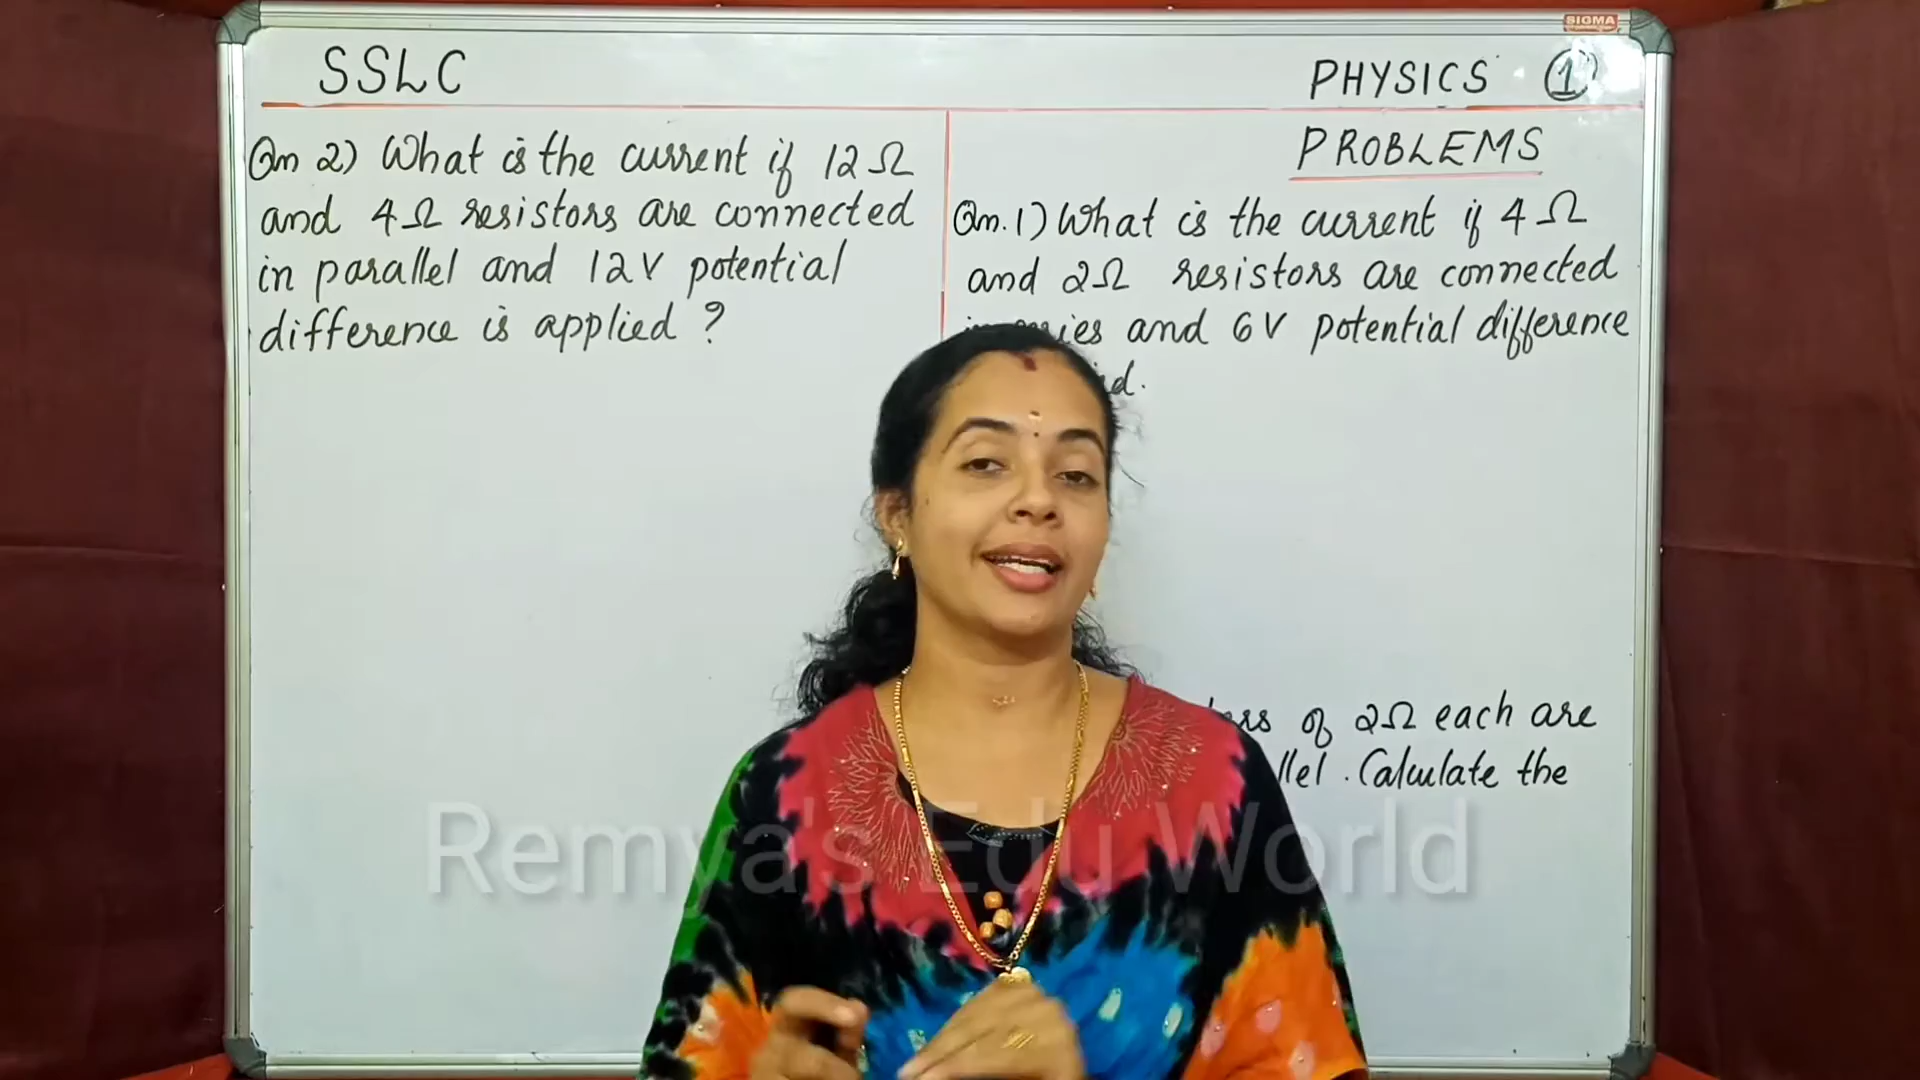 SIGMA
SSLC
PHYSICS 1
Qn 2) What is the current if 12Ω
and 4Ω resistors are connected
in parallel and 12V potential
difference is applied ?
PROBLEMS
Qn. 1) What is the current if 4Ω
and 2Ω resistors are connected
and 6V potential difference
of 2Ω each are
. Calculate the
Remya's Edu World